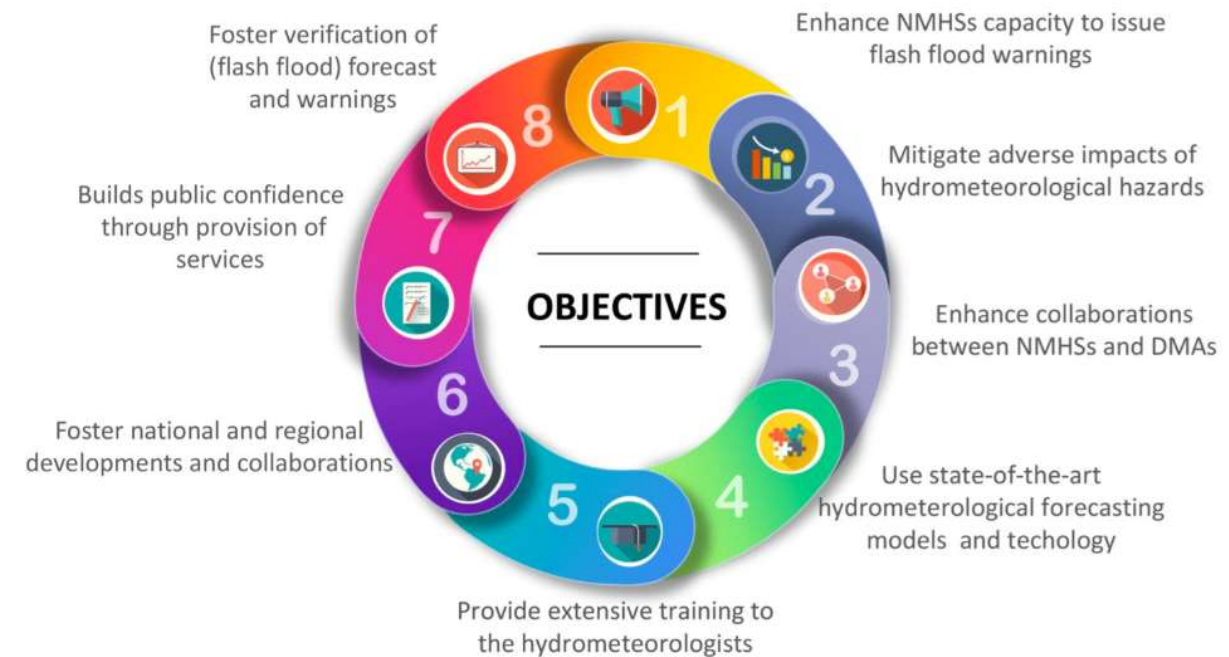 Enhance NMHSs capacity to issue
flash flood warnings
1
Mitigate adverse impacts of
hydrometeorological hazards
2
Enhance collaborations
between NMHSs and DMAs
3
Use state-of-the-art
hydrometerological forecasting
models and techology
4
Provide extensive training to
the hydrometeorologists
5
Foster national and regional
developments and collaborations
6
Builds public confidence
through provision of
services
7
Foster verification of
(flash flood) forecast
and warnings
8
OBJECTIVES